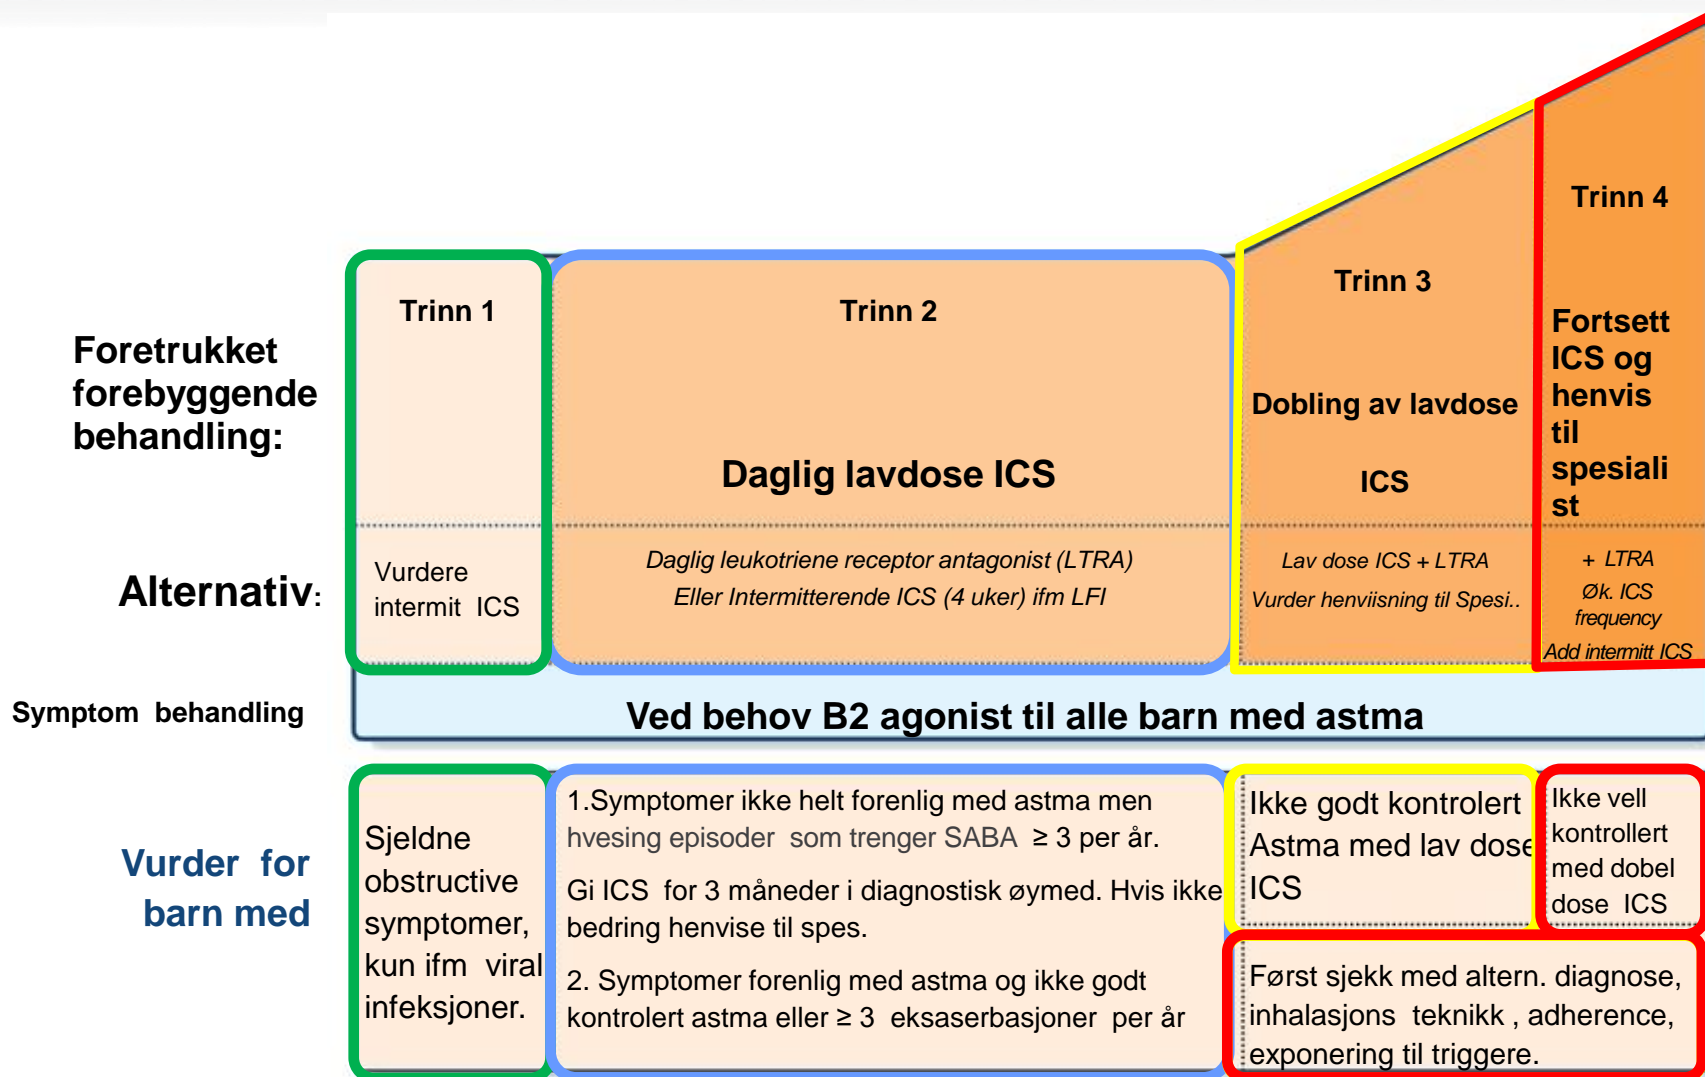 Foretrukket
forebyggende
behandling:
Trinn 1
Trinn 2
Daglig lavdose ICS
Trinn 3
Dobling av lavdose
ICS
Trinn 4
Fortsett
ICS og
henvis
til
spesiali
st
Alternativ:
Vurdere
intermit ICS
Daglig leukotriene receptor antagonist (LTRA)
Eller Intermitterende ICS (4 uker) ifm LFI
Lav dose ICS + LTRA
Vurder henviisning til Spesi..
+ LTRA
Øk. ICS
frequency
Add intermitt ICS
Symptom behandling
Ved behov B2 agonist til alle barn med astma
Vurder for
barn med
Sjeldne
obstructive
symptomer,
kun ifm viral
infeksjoner.
1.Symptomer ikke helt forenlig med astma men
hvesing episoder som trenger SABA ≥ 3 per år.
Gi ICS for 3 måneder i diagnostisk øymed. Hvis ikke
bedring henvise til spes.
2. Symptomer forenlig med astma og ikke godt
kontrolert astma eller ≥ 3 eksaserbasjoner per år
Ikke godt kontrolert
Astma med lav dose
ICS
Ikke vell
kontrollert
med dobel
dose ICS
Først sjekk med altern. diagnose,
inhalasjons teknikk , adherence,
exponering til triggere.